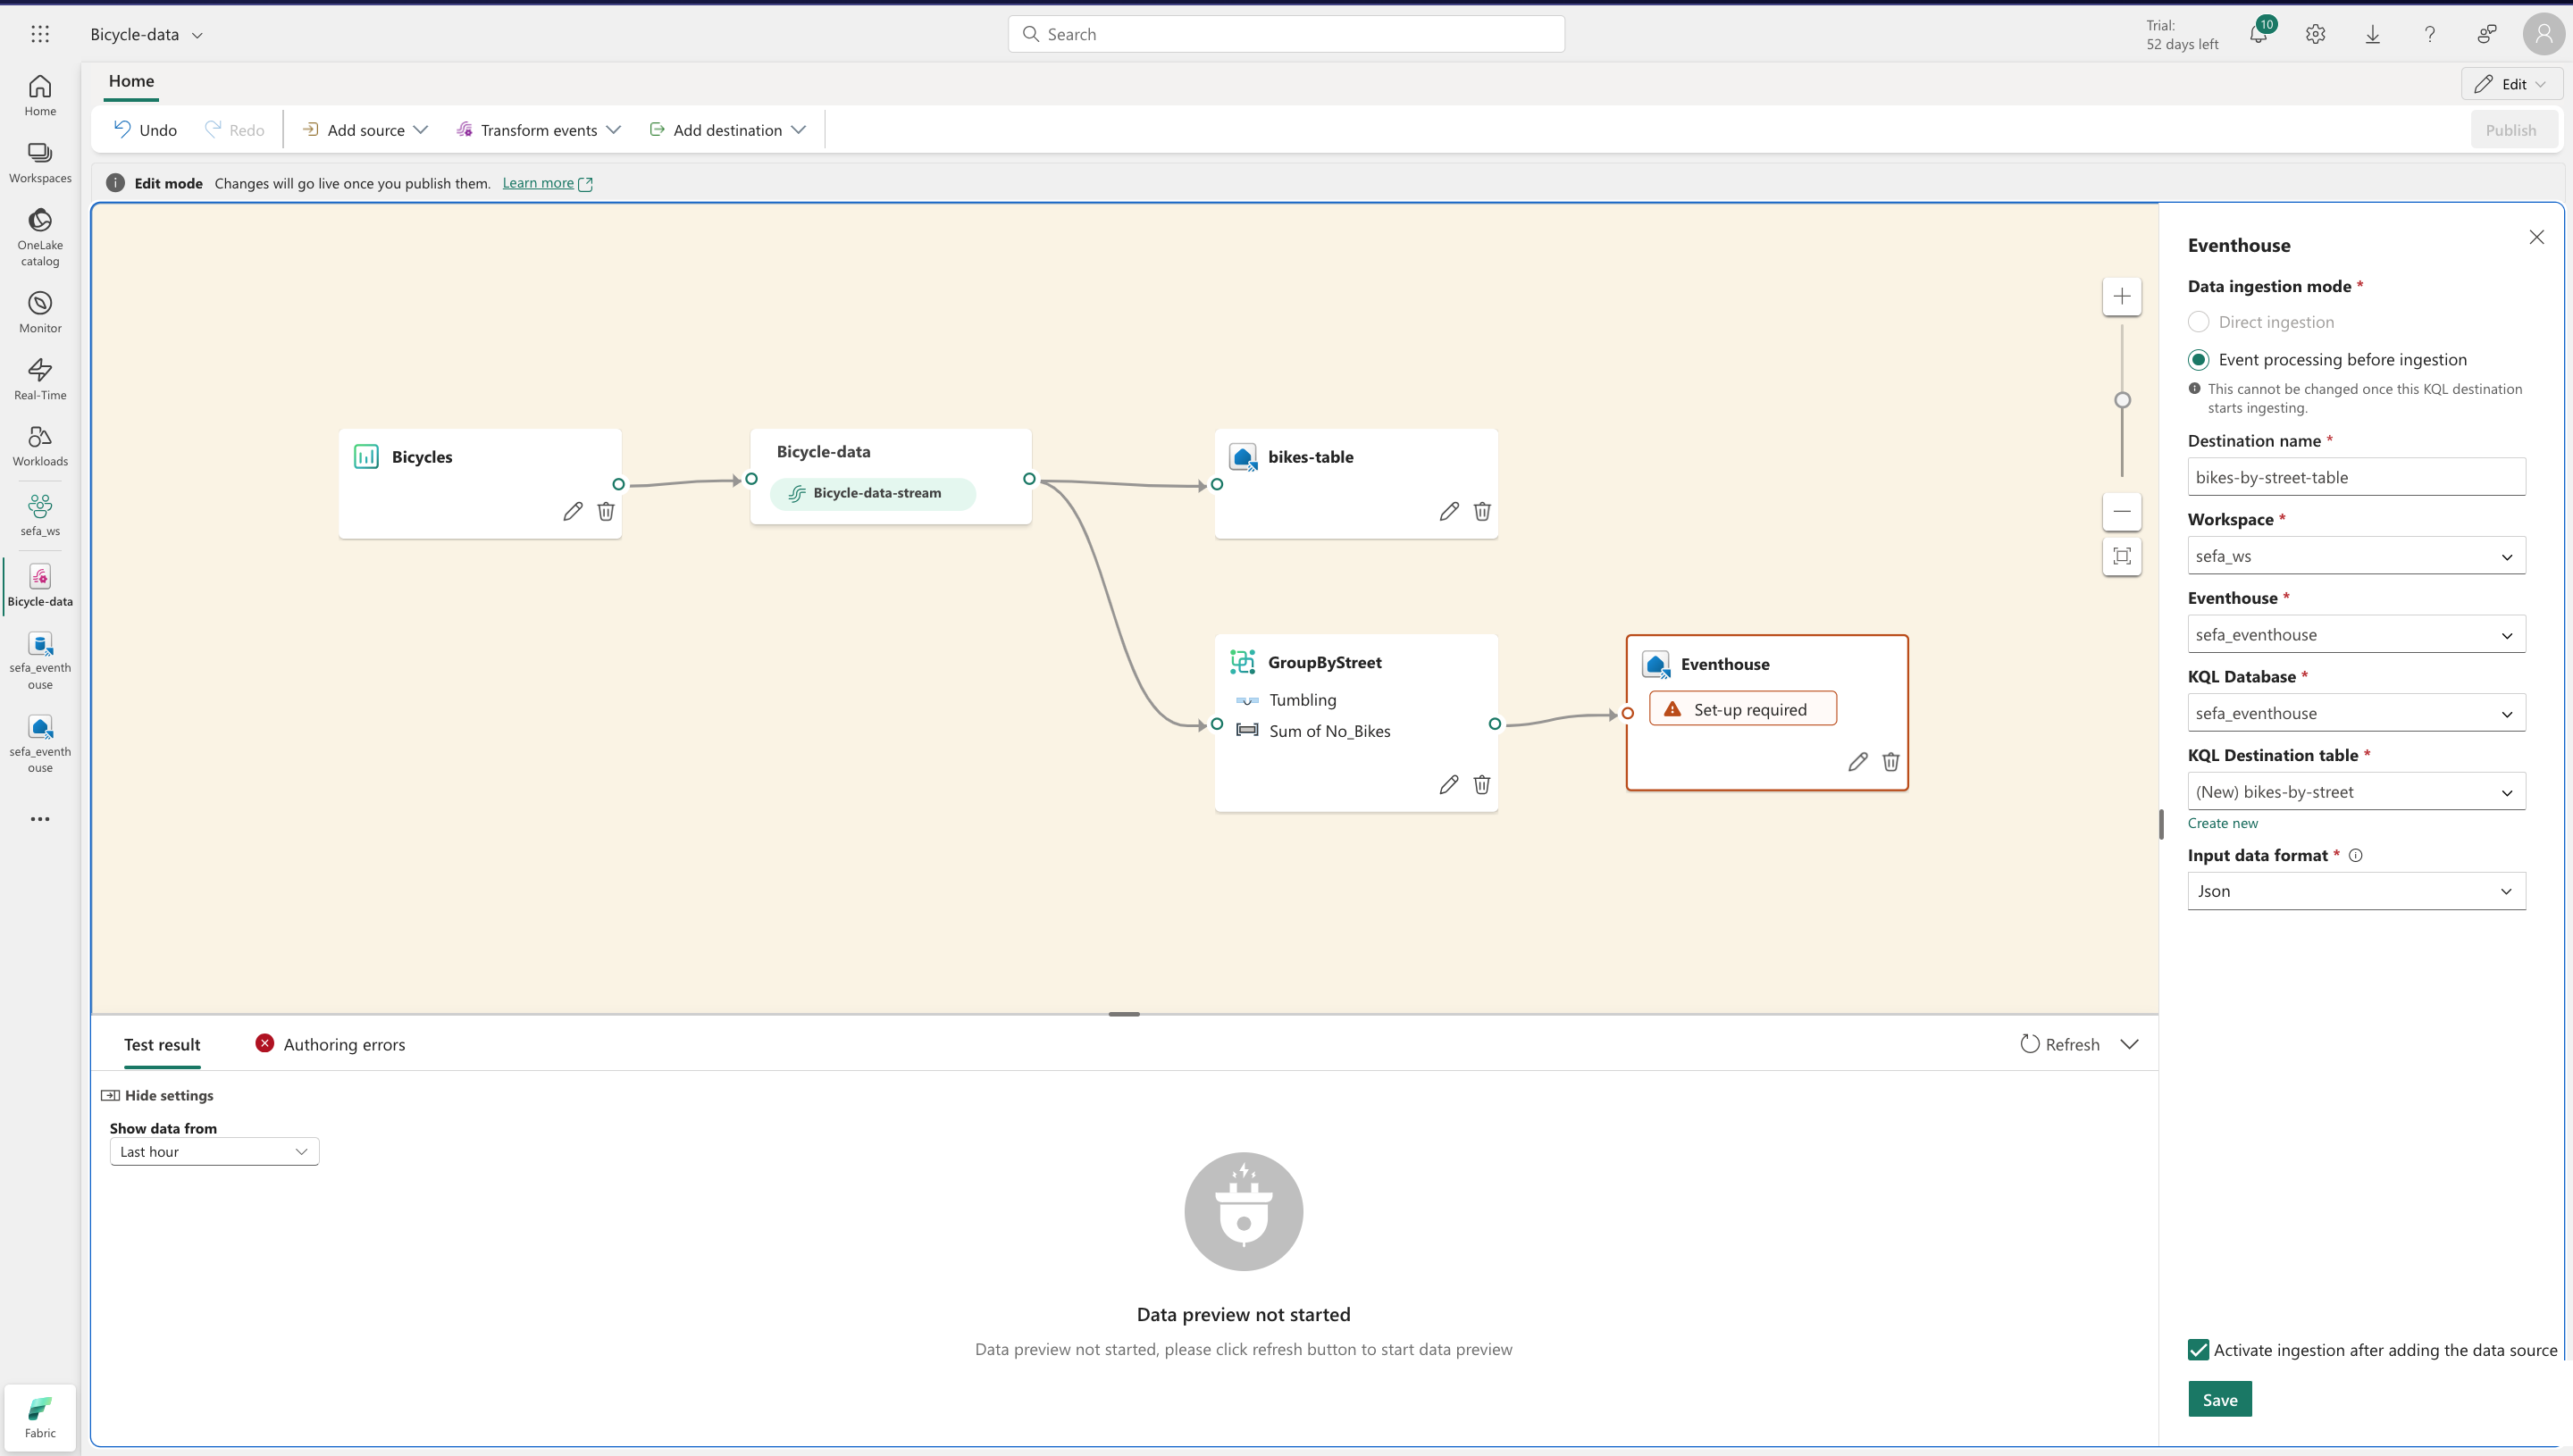 Bicycle-data
Search
Trial:
52 days left
10
Home
Edit
Undo
Redo
Add source
Transform events
Add destination
Publish
Edit mode Changes will go live once you publish them. Learn more
Home
Workspaces
OneLake
catalog
Monitor
Real-Time
Workloads
sefa_ws
Bicycle-data
sefa_eventh
ouse
sefa_eventh
ouse
Fabric
Bicycles
Bicycle-data
Bicycle-data-stream
bikes-table
GroupByStreet
Tumbling
Sum of No_Bikes
Eventhouse
Set-up required
Eventhouse
Data ingestion mode *
Direct ingestion
Event processing before ingestion
This cannot be changed once this KQL destination
starts ingesting.
Destination name *
bikes-by-street-table
Workspace *
sefa_ws
Eventhouse *
sefa_eventhouse
KQL Database *
sefa_eventhouse
KQL Destination table *
(New) bikes-by-street
Create new
Input data format *
Json
Activate ingestion after adding the data source
Save
Test result
Authoring errors
Refresh
Hide settings
Show data from
Last hour
Data preview not started
Data preview not started, please click refresh button to start data preview